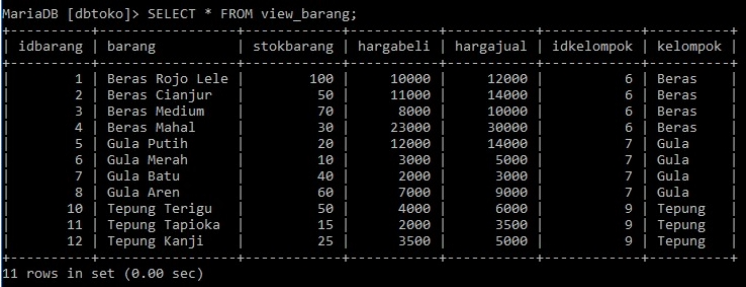 MariaDB [dbtoko]> SELECT * FROM view_barang;
+----------+-----------------+------------+-----------+-----------+------------+----------+
| idbarang | barang          | stokbarang | hargabeli | hargajual | idkelompok | kelompok |
+----------+-----------------+------------+-----------+-----------+------------+----------+
|        1 | Beras Rojo Lele |        100 |     10000 |     12000 |          6 | Beras    |
|        2 | Beras Cianjur   |         50 |     11000 |     14000 |          6 | Beras    |
|        3 | Beras Medium    |         70 |      8000 |     10000 |          6 | Beras    |
|        4 | Beras Mahal     |         30 |     23000 |     30000 |          6 | Beras    |
|        5 | Gula Putih      |         20 |     12000 |     14000 |          7 | Gula     |
|        6 | Gula Merah      |         10 |      3000 |      5000 |          7 | Gula     |
|        7 | Gula Batu       |         40 |      2000 |      3000 |          7 | Gula     |
|        8 | Gula Aren       |         60 |      7000 |      9000 |          7 | Gula     |
|       10 | Tepung Terigu   |         50 |      4000 |      6000 |          9 | Tepung   |
|       11 | Tepung Tapioka  |         15 |      2000 |      3500 |          9 | Tepung   |
|       12 | Tepung Kanji    |         25 |      3500 |      5000 |          9 | Tepung   |
+----------+-----------------+------------+-----------+-----------+------------+----------+
11 rows in set (0.00 sec)